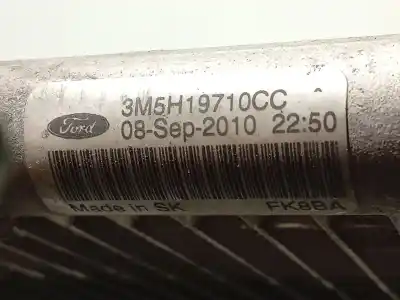 Ford
3M5H19710CC
08-Sep-2010 22:50
Made in SK FK8BA